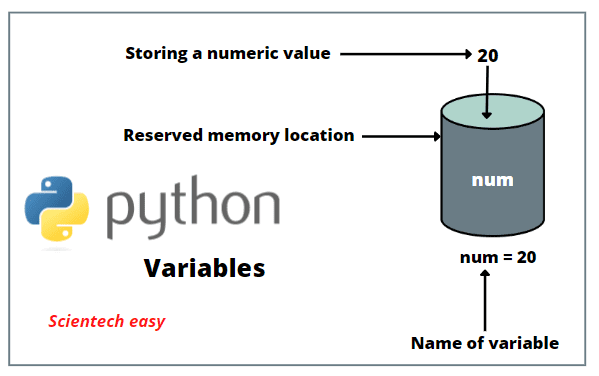 Storing a numeric value
20
Reserved memory location
num
python
Variables
num = 20
Scientech easy
Name of variable